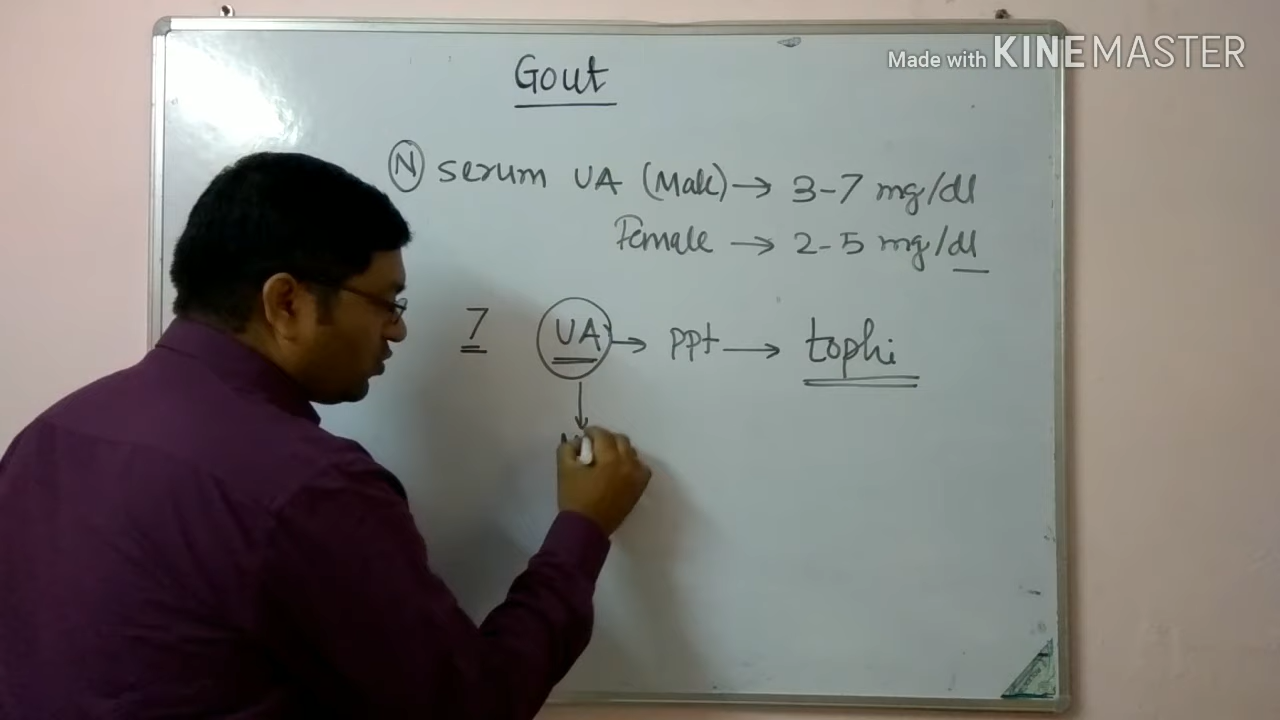 Made with KINEMASTER
Gout
N serum UA (Male) → 3-7 mg/dl
Female → 2-5 mg/dl
7 UA → ppt → tophi
↓